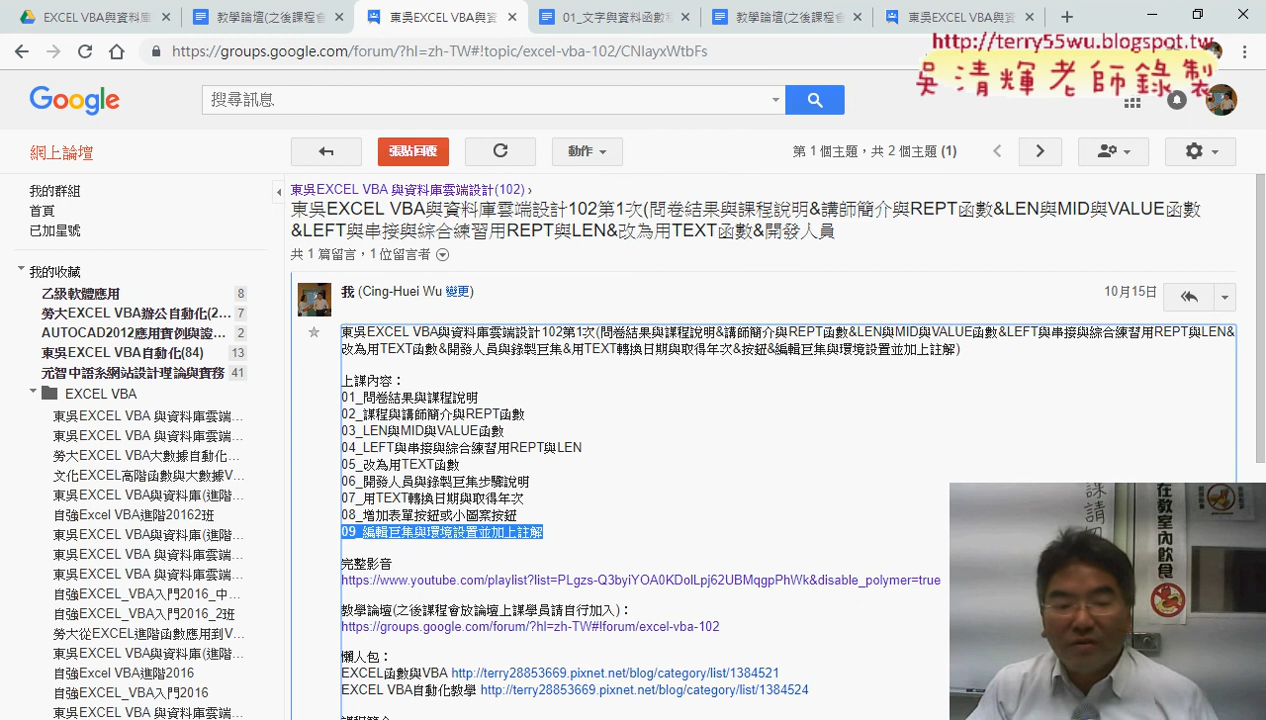 EXCEL VBA與資料庫
教學論壇(之後課程會
東吳EXCEL VBA與資
01_文字與資料函數
教學論壇(之後課程會
東吳EXCEL VBA與資
https://groups.google.com/forum/?hl=zh-TW#!topic/excel-vba-102/CNIayxWtbFs
http://terry55wu.blogspot.tw
吳清輝老師錄製
Google
搜尋訊息
網上論壇
張貼回覆
動作
第 1 個主題，共 2 個主題 (1)
我的群組
首頁
已加星號
我的收藏
乙級軟體應用 8
勞大EXCEL VBA辦公自動化(2... 7
AUTOCAD2012應用實例與證... 2
東吳EXCEL VBA自動化(84) 13
元智中語系網站設計理論與實務 41
EXCEL VBA
東吳EXCEL VBA 與資料庫雲端...
東吳EXCEL VBA 與資料庫雲端...
勞大EXCEL VBA大數據自動化...
文化EXCEL高階函數與大數據V...
東吳EXCEL VBA與資料庫(進階...
自強Excel VBA進階20162班
東吳EXCEL VBA與資料庫(進階...
東吳EXCEL VBA與資料庫雲端...
自強EXCEL_VBA入門2016_中...
自強EXCEL_VBA入門2016_2班
勞大從EXCEL進階函數應用到V...
東吳EXCEL VBA與資料庫(進階...
自強Excel VBA進階2016
自強EXCEL_VBA入門2016
東吳EXCEL VBA與資料庫雲端...
東吳EXCEL VBA 與資料庫雲端設計(102) ›
東吳EXCEL VBA與資料庫雲端設計102第1次(問卷結果與課程說明&講師簡介與REPT函數&LEN與MID與VALUE函數
&LEFT與串接與綜合練習用REPT與LEN&改為用TEXT函數&開發人員
共 1 篇留言，1 位留言者
我 (Cing-Huei Wu 變更)
10月15日
東吳EXCEL VBA與資料庫雲端設計102第1次(問卷結果與課程說明&講師簡介與REPT函數&LEN與MID與VALUE函數&LEFT與串接與綜合練習用REPT與LEN&
改為用TEXT函數&開發人員與錄製巨集&用TEXT轉換日期與取得年次&按鈕&編輯巨集與環境設置並加上註解)
上課內容：
01_問卷結果與課程說明
02_課程與講師簡介與REPT函數
03_LEN與MID與VALUE函數
04_LEFT與串接與綜合練習用REPT與LEN
05_改為用TEXT函數
06_開發人員與錄製巨集步驟說明
07_用TEXT轉換日期與取得年次
08_增加表單按鈕或小圖案按鈕
09_編輯巨集與環境設置並加上註解
完整影音
https://www.youtube.com/playlist?list=PLgzs-Q3byiYOA0KDolLpj62UBMqgpPhWk&disable_polymer=true
教學論壇(之後課程會放論壇上課學員請自行加入)：
https://groups.google.com/forum/?hl=zh-TW#!forum/excel-vba-102
懶人包：
EXCEL函數與VBA http://terry28853669.pixnet.net/blog/category/list/1384521
EXCEL VBA自動化教學 http://terry28853669.pixnet.net/blog/category/list/1384524
課程簡介
在教室內飲食